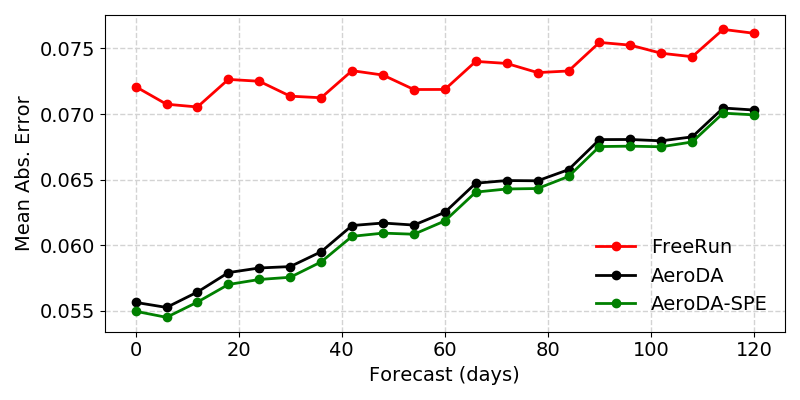 0.075
0.070
0.065
0.060
0.055
Mean Abs. Error
FreeRun
AeroDA
AeroDA-SPE
0 20 40 60 80 100 120
Forecast (days)